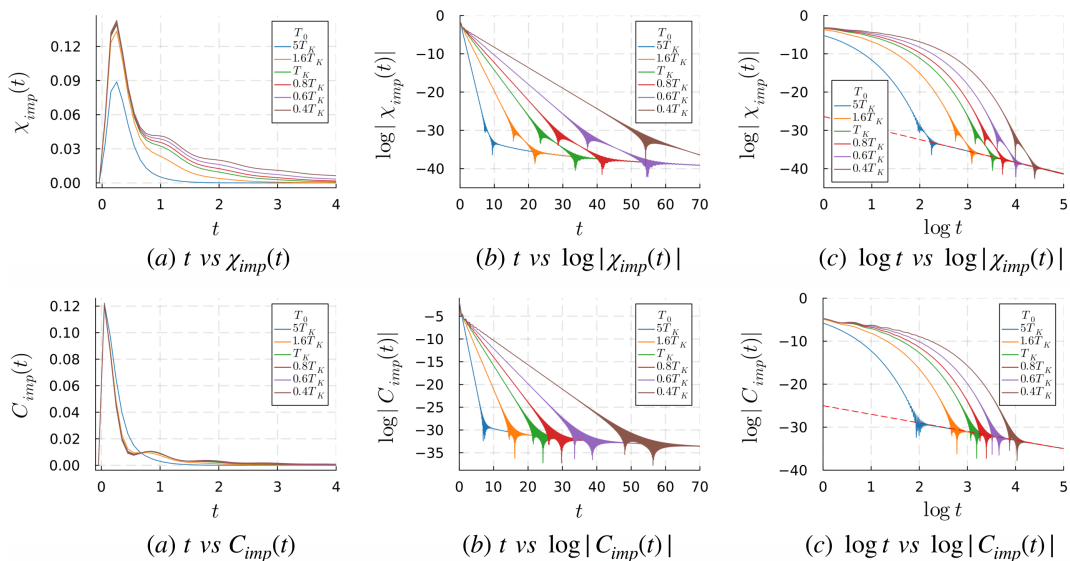 0.12
0.09
0.06
0.03
0.00
χ_imp(t)
0 1 2 3 4
t
T_0
5T_K
1.6T_K
T_K
0.8T_K
0.6T_K
0.4T_K
(a) t vs χ_imp(t)
0
−10
−20
−30
−40
log| χ_imp(t)|
0 10 20 30 40 50 60 70
t
T_0
5T_K
1.6T_K
T_K
0.8T_K
0.6T_K
0.4T_K
(b) t vs log|χ_imp(t)|
0
−10
−20
−30
−40
log| χ_imp(t)|
0 1 2 3 4 5
log t
T_0
5T_K
1.6T_K
T_K
0.8T_K
0.6T_K
0.4T_K
(c) log t vs log|χ_imp(t)|
0.12
0.10
0.08
0.06
0.04
0.02
0.00
C_imp(t)
0 1 2 3 4
t
T_0
5T_K
1.6T_K
T_K
0.8T_K
0.6T_K
0.4T_K
(a) t vs C_imp(t)
−5
−10
−15
−20
−25
−30
−35
log| C_imp(t)|
0 10 20 30 40 50 60 70
t
T_0
5T_K
1.6T_K
T_K
0.8T_K
0.6T_K
0.4T_K
(b) t vs log|C_imp(t)|
0
−10
−20
−30
−40
log| C_imp(t)|
0 1 2 3 4 5
log t
T_0
5T_K
1.6T_K
T_K
0.8T_K
0.6T_K
0.4T_K
(c) log t vs log|C_imp(t)|